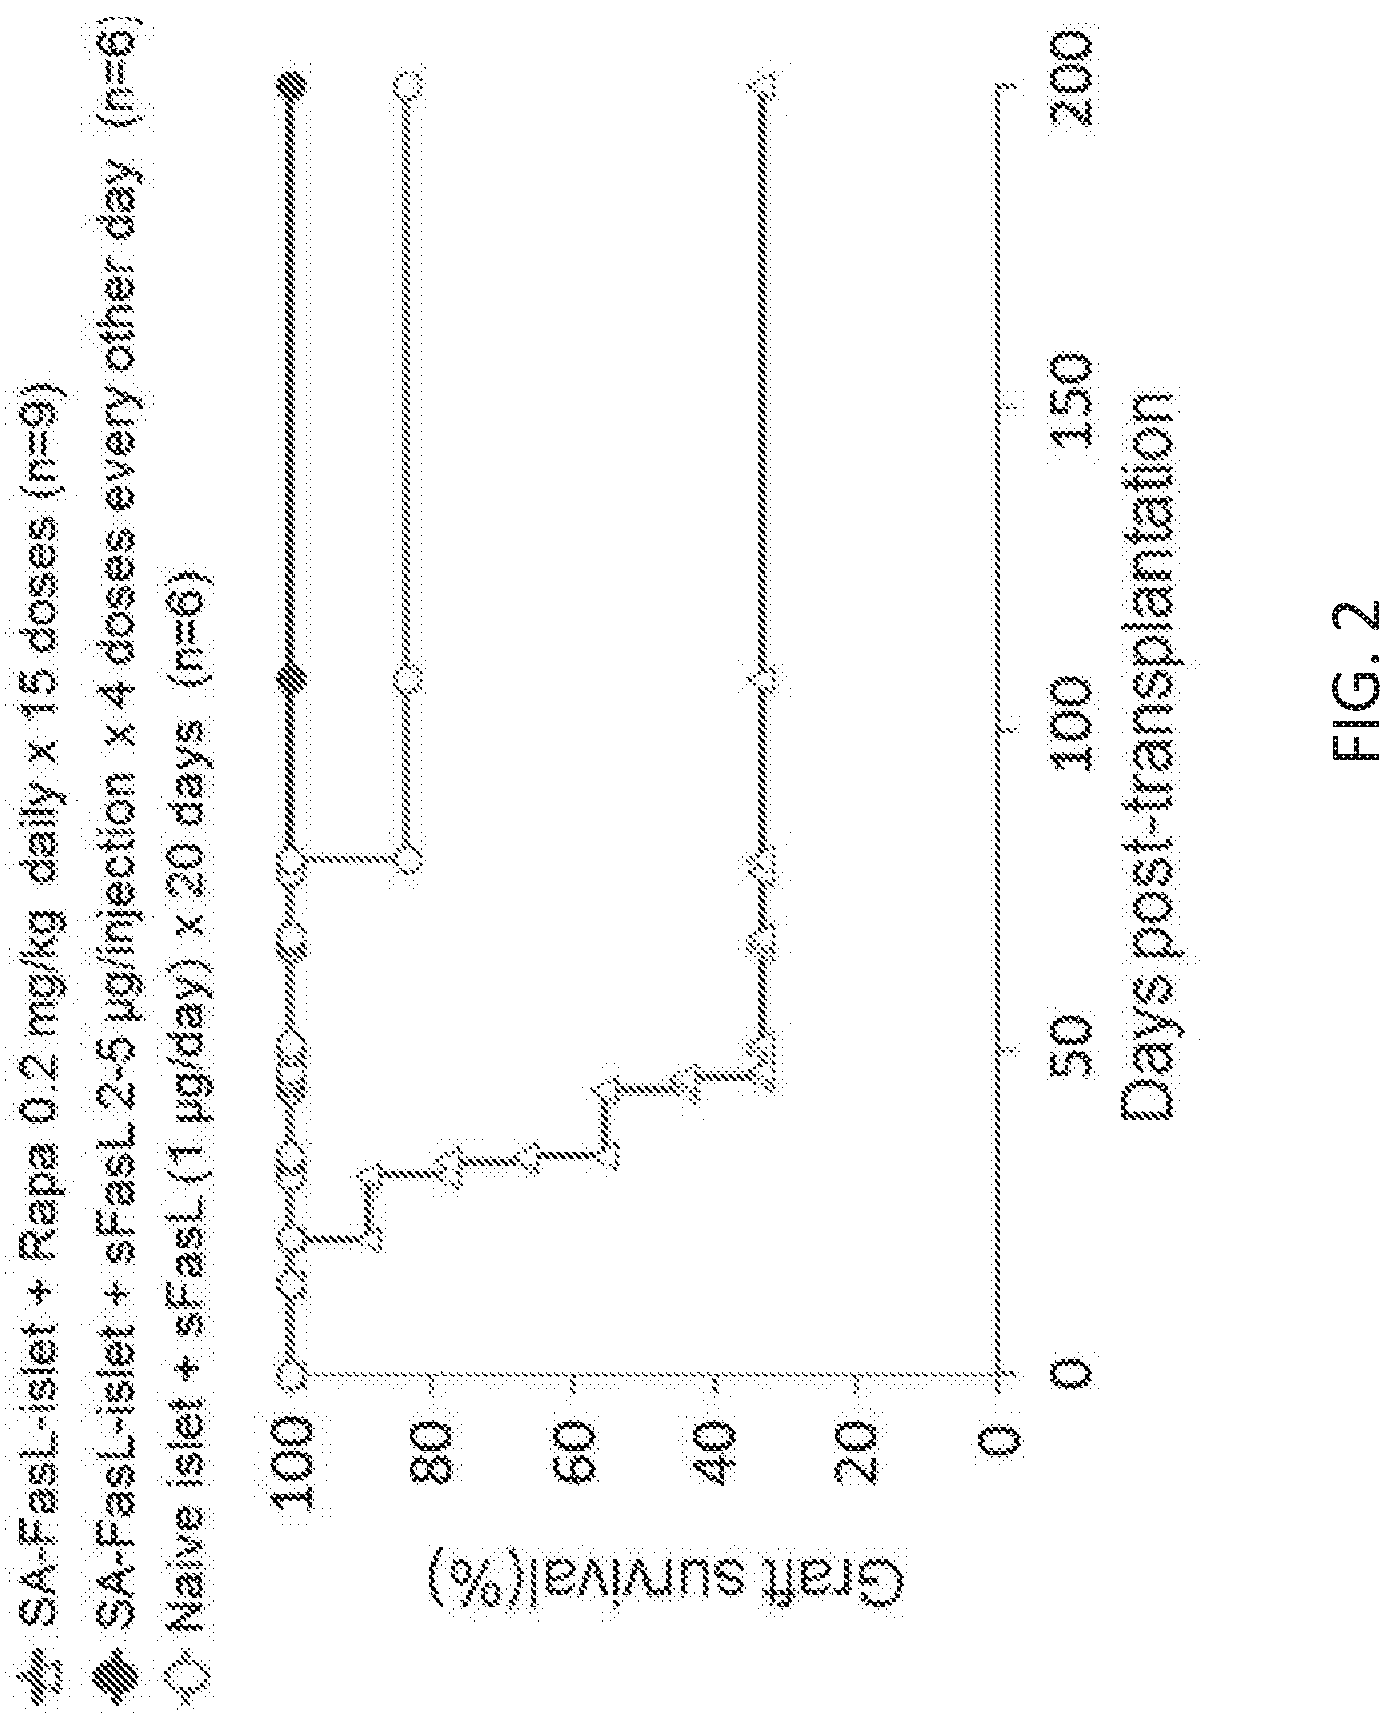 SA-FasL-islet + Rapa 0.2 mg/kg daily x 15 doses (n=9)
SA-FasL-islet + sFasL 2-5 µg/injection x 4 doses every other day (n=6)
Naive islet + sFasL (1 µg/day) x 20 days (n=6)
Graft survival(%)
100
80
60
40
20
0
0
50
100
150
200
Days post-transplantation
FIG. 2